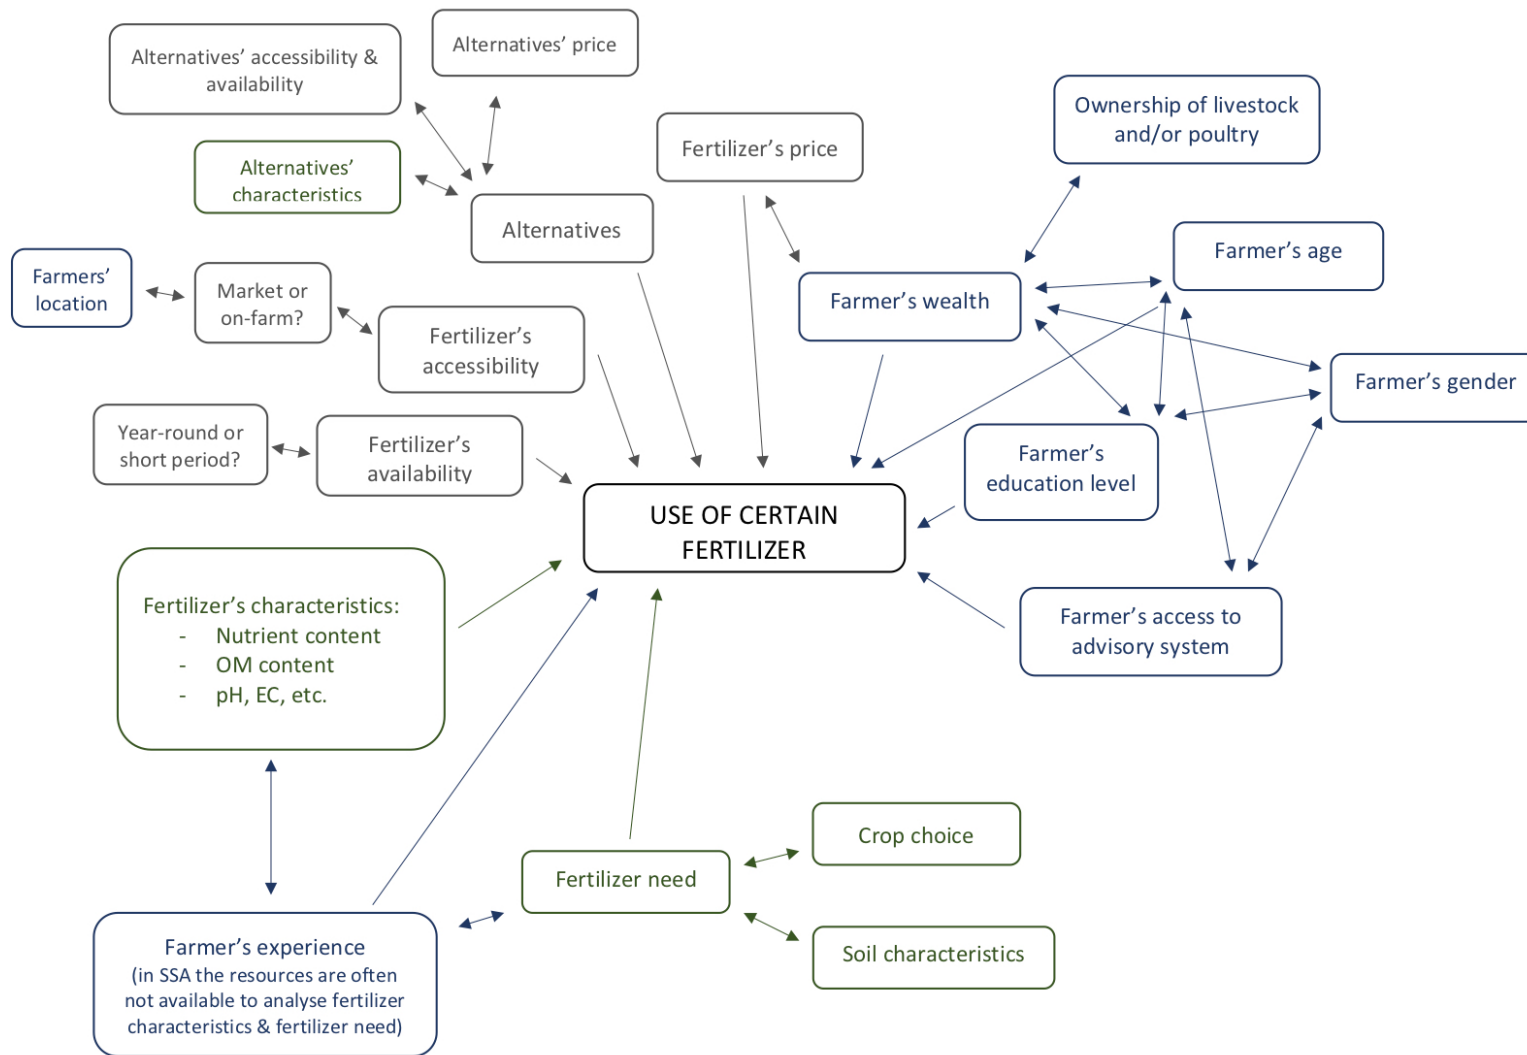 Alternatives’ accessibility &
availability
Alternatives’ price
Alternatives’
characteristics
Alternatives
Fertilizer’s price
Ownership of livestock
and/or poultry
Farmer’s age
Farmers’
location
Market or
on-farm?
Fertilizer’s
accessibility
Farmer’s wealth
Farmer’s gender
Year-round or
short period?
Fertilizer’s
availability
Farmer’s
education level
USE OF CERTAIN
FERTILIZER
Fertilizer’s characteristics:
- Nutrient content
- OM content
- pH, EC, etc.
Farmer’s access to
advisory system
Crop choice
Fertilizer need
Soil characteristics
Farmer’s experience
(in SSA the resources are often
not available to analyse fertilizer
characteristics & fertilizer need)